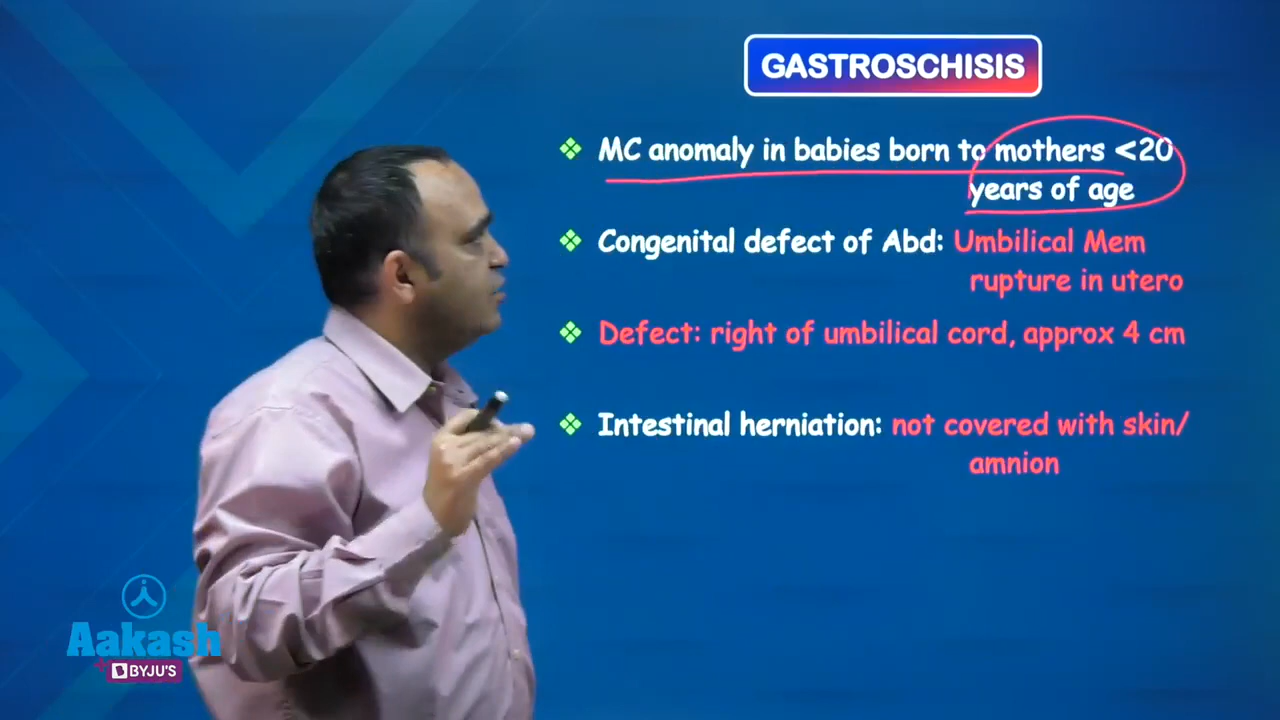 GASTROSCHISIS
MC anomaly in babies born to mothers <20
years of age
Congenital defect of Abd: Umbilical Mem
rupture in utero
Defect: right of umbilical cord, approx 4 cm
Intestinal herniation: not covered with skin/
amnion
Aakash
+ BYJU'S